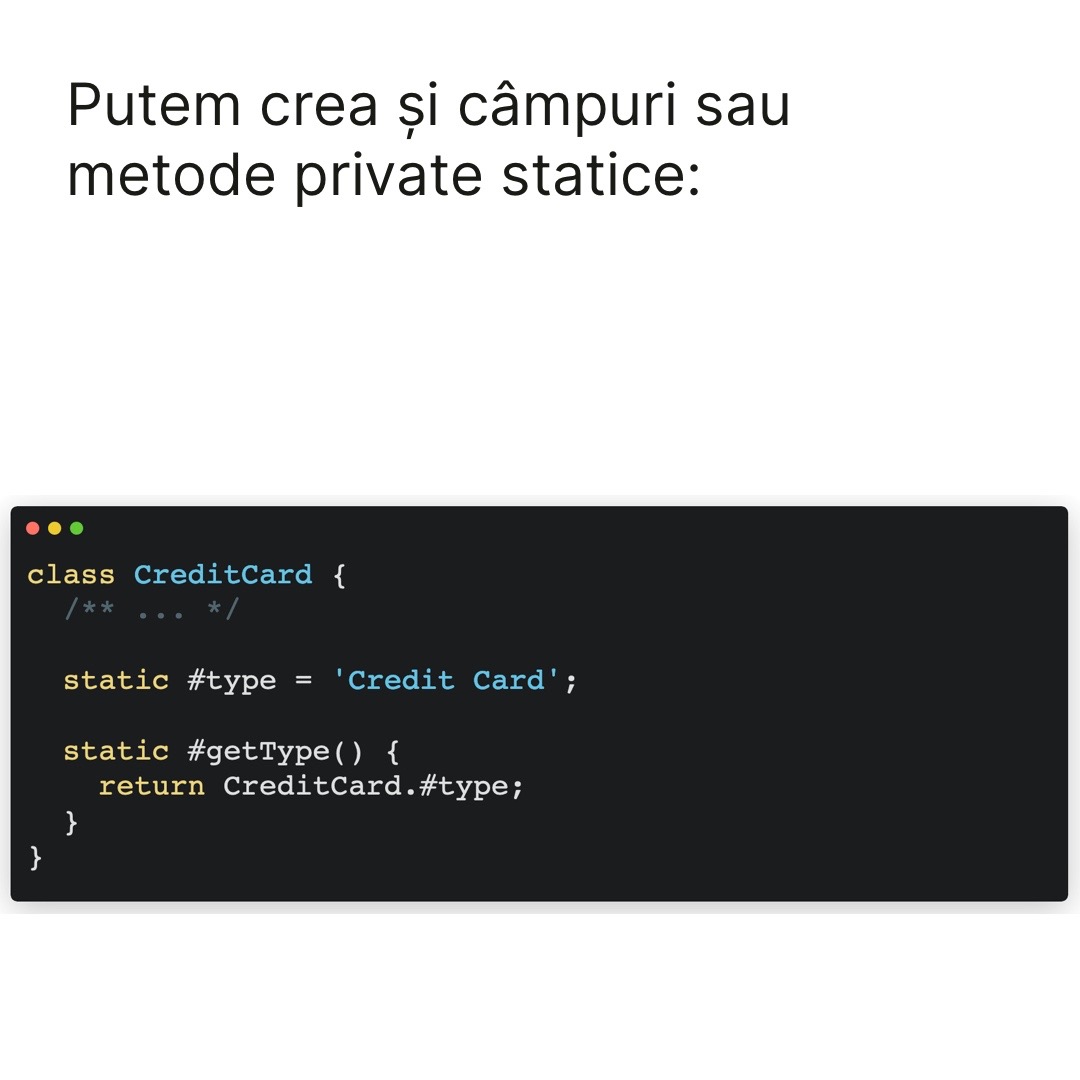 Putem crea și câmpuri sau
metode private statice:
class CreditCard {
  /** ... */
  static #type = 'Credit Card';
  static #getType() {
    return CreditCard.#type;
  }
}